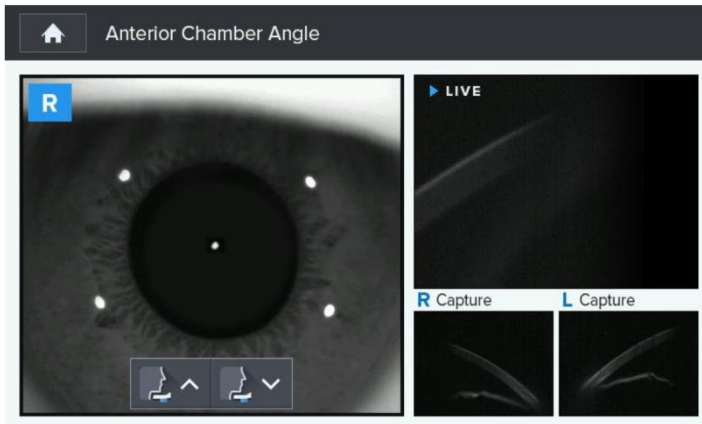 Anterior Chamber Angle
R
LIVE
R Capture
L Capture